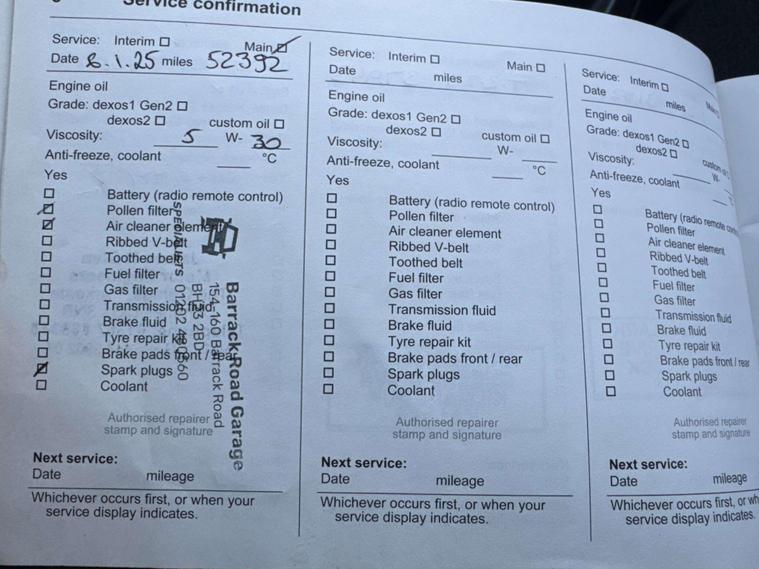 Service confirmation
Service: Interim ☐ Main ☑
Date 8.1.25 miles 52392
Engine oil
Grade: dexos1 Gen2 ☐
dexos2 ☐ custom oil ☐
Viscosity: 5 W- 30
Anti-freeze, coolant °C
Yes
☐ Battery (radio remote control)
☑ Pollen filter
☑ Air cleaner element
☐ Ribbed V-belt
☐ Toothed belt
☐ Fuel filter
☐ Gas filter
☐ Transmission fluid
☐ Brake fluid
☐ Tyre repair kit
☐ Brake pads front / rear
☑ Spark plugs
☐ Coolant
Barrack Road Garage
154-160 Barrack Road
BH23 2BD
SPECIALISTS
Authorised repairer
stamp and signature
Next service:
Date mileage
Whichever occurs first, or when your
service display indicates.
Service: Interim ☐ Main ☐
Date miles
Engine oil
Grade: dexos1 Gen2 ☐
dexos2 ☐ custom oil ☐
Viscosity: W-
Anti-freeze, coolant °C
Yes
☐ Battery (radio remote control)
☐ Pollen filter
☐ Air cleaner element
☐ Ribbed V-belt
☐ Toothed belt
☐ Fuel filter
☐ Gas filter
☐ Transmission fluid
☐ Brake fluid
☐ Tyre repair kit
☐ Brake pads front / rear
☐ Spark plugs
☐ Coolant
Authorised repairer
stamp and signature
Next service:
Date mileage
Whichever occurs first, or when your
service display indicates.
Service: Interim ☐
Date miles
Engine oil
Grade: dexos1 Gen2 ☐
dexos2 ☐ custom
Viscosity: W-
Anti-freeze, coolant
Yes
☐ Battery (radio remote
☐ Pollen filter
☐ Air cleaner element
☐ Ribbed V-belt
☐ Toothed belt
☐ Fuel filter
☐ Gas filter
☐ Transmission fluid
☐ Brake fluid
☐ Tyre repair kit
☐ Brake pads front / rear
☐ Spark plugs
☐ Coolant
Authorised repairer
stamp and signature
Next service:
Date mileage
Whichever occurs first, or
service display indicates.